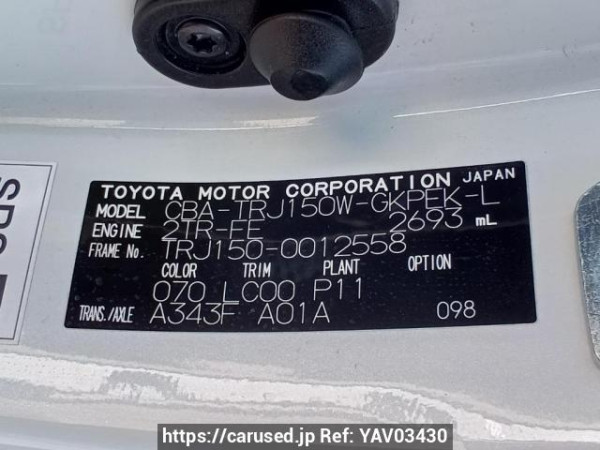 TOYOTA MOTOR CORPORATION JAPAN
MODEL CBA-TRJ150W-GKPEK-L
ENGINE 2TR-FE 2693 mL
FRAME No. TRJ150-0012558
COLOR TRIM PLANT OPTION
070 LC00 P11
TRANS./AXLE A343F A01A 098
https://carused.jp Ref: YAV03430